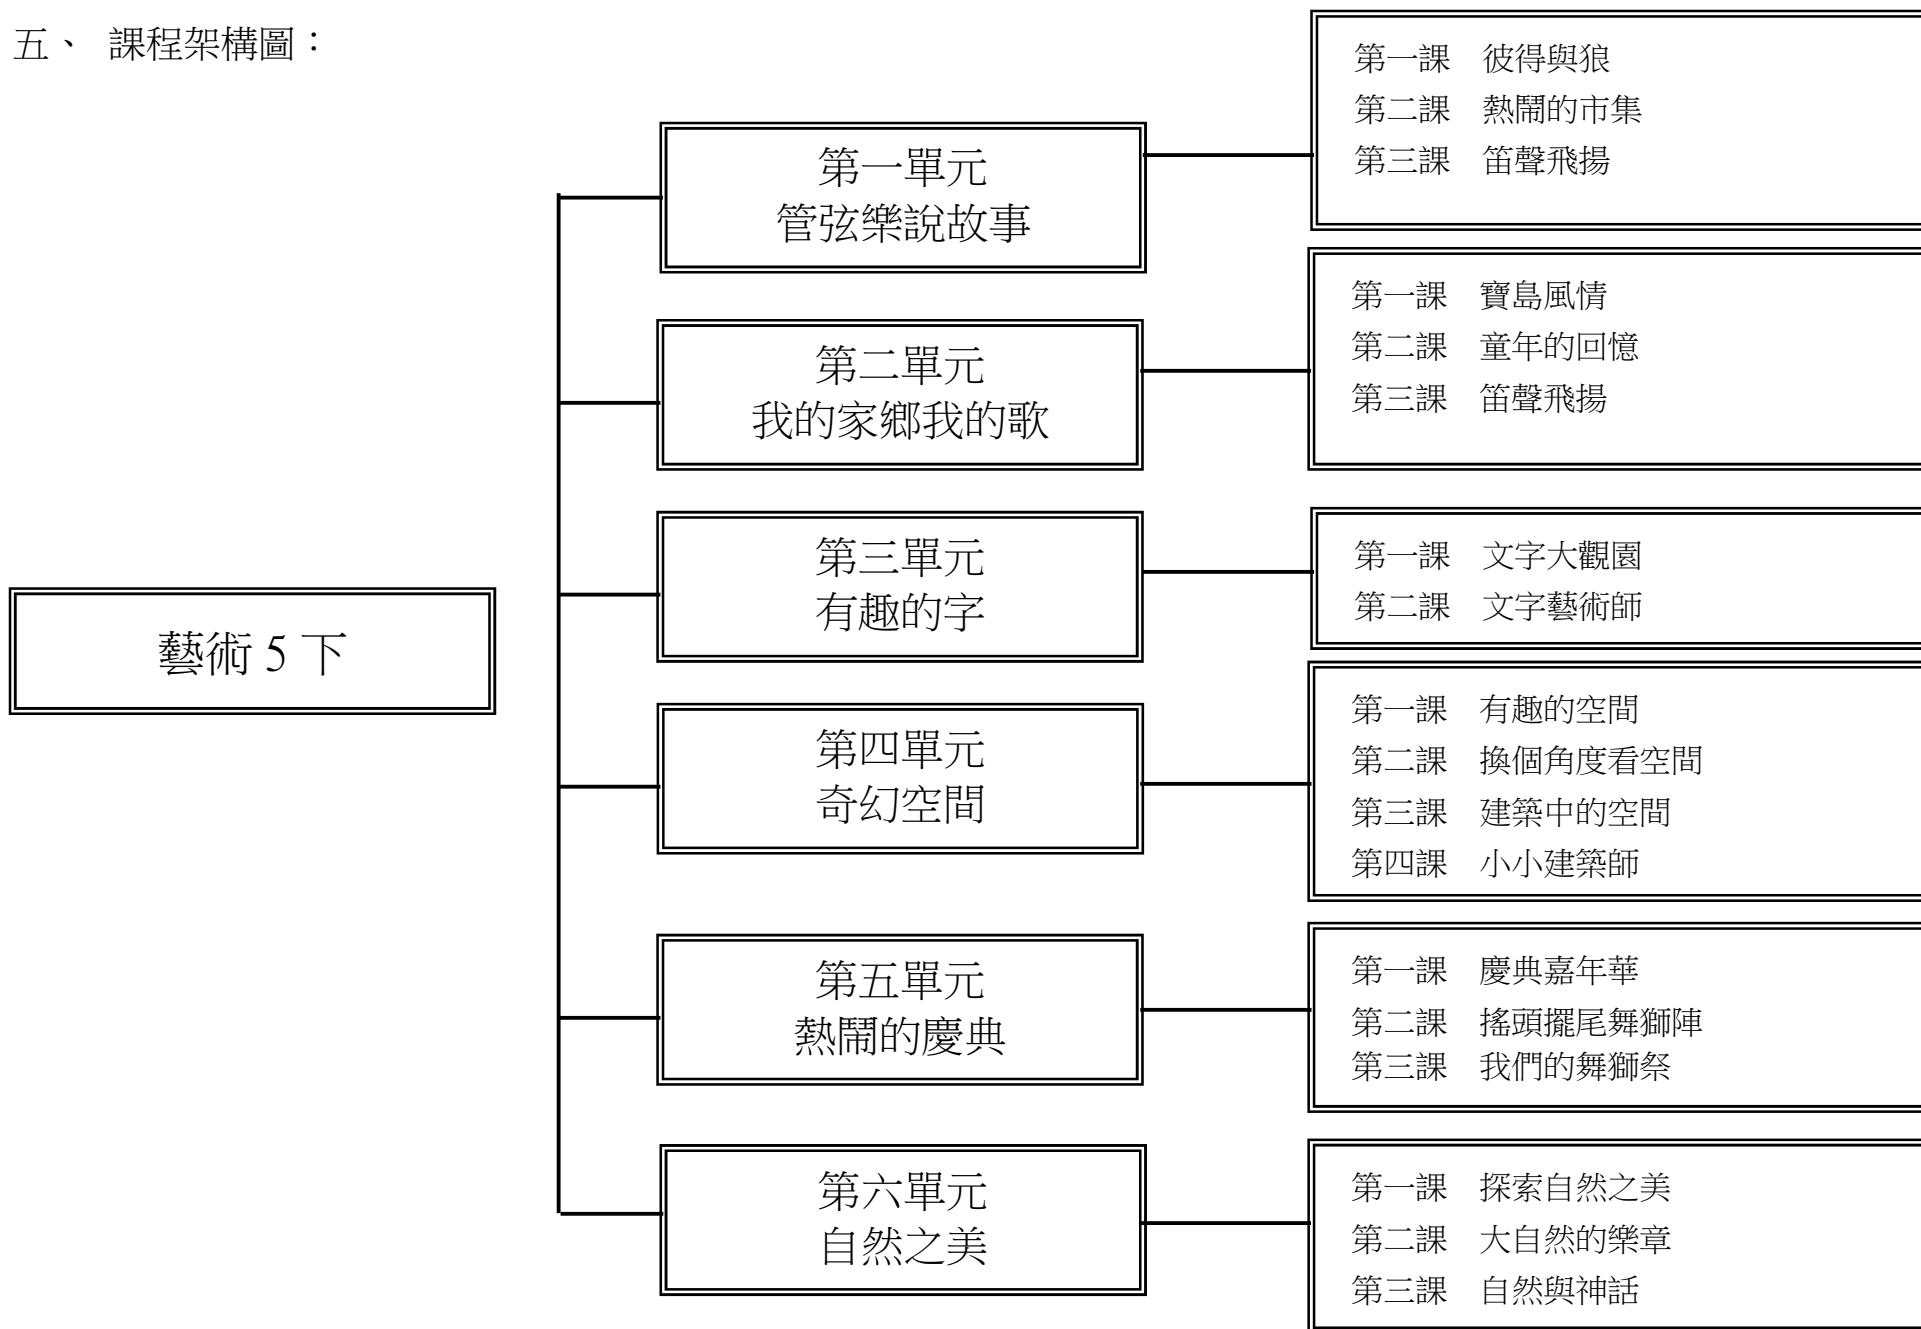 五、 課程架構圖：
藝術 5 下
第一單元
管弦樂說故事
第一課　彼得與狼
第二課　熱鬧的市集
第三課　笛聲飛揚
第二單元
我的家鄉我的歌
第一課　寶島風情
第二課　童年的回憶
第三課　笛聲飛揚
第三單元
有趣的字
第一課　文字大觀園
第二課　文字藝術師
第四單元
奇幻空間
第一課　有趣的空間
第二課　換個角度看空間
第三課　建築中的空間
第四課　小小建築師
第五單元
熱鬧的慶典
第一課　慶典嘉年華
第二課　搖頭擺尾舞獅陣
第三課　我們的舞獅祭
第六單元
自然之美
第一課　探索自然之美
第二課　大自然的樂章
第三課　自然與神話